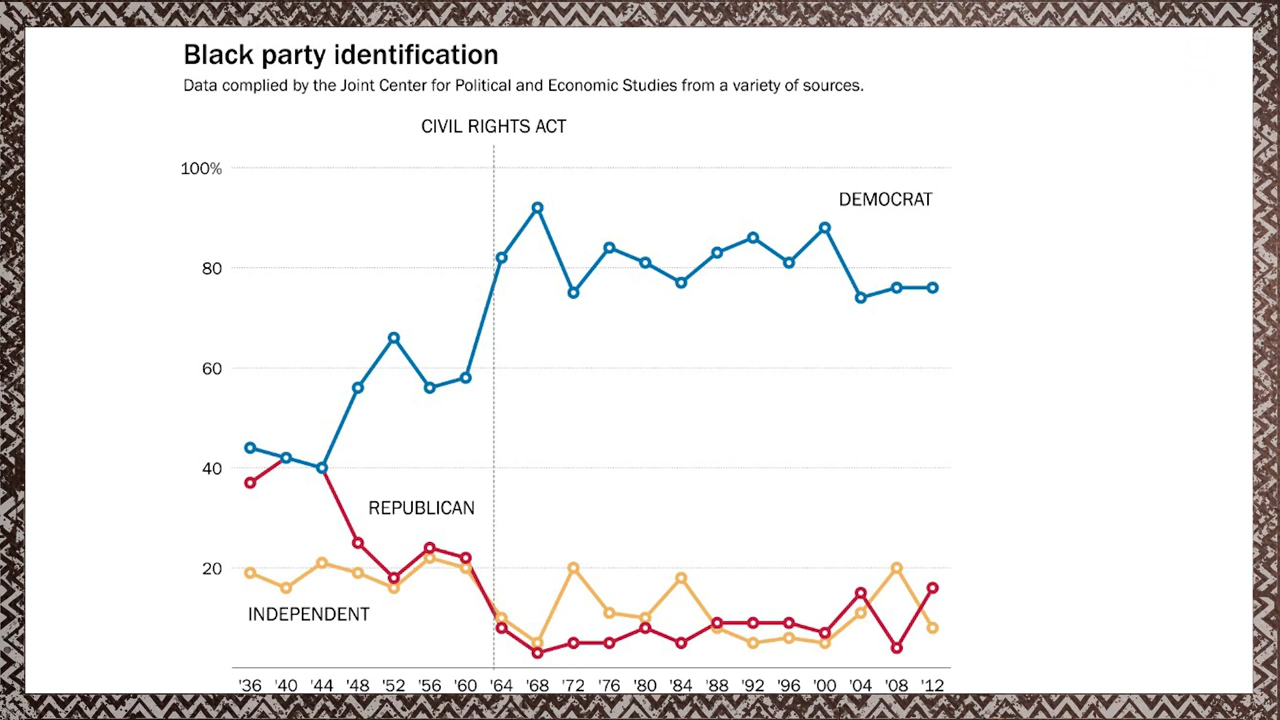 Black party identification
Data complied by the Joint Center for Political and Economic Studies from a variety of sources.
CIVIL RIGHTS ACT
100%
DEMOCRAT
80
60
40
REPUBLICAN
20
INDEPENDENT
'36 '40 '44 '48 '52 '56 '60 '64 '68 '72 '76 '80 '84 '88 '92 '96 '00 '04 '08 '12